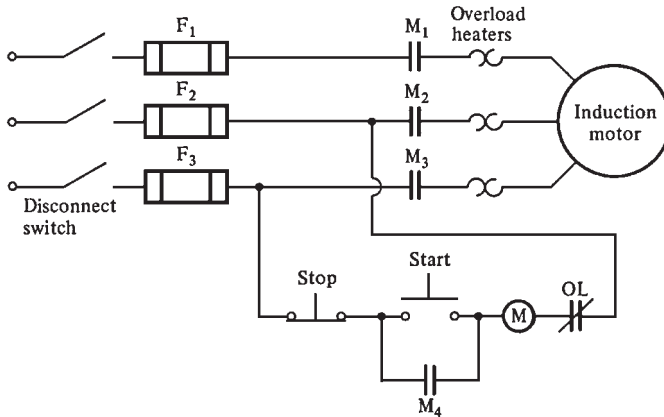 F₁
M₁
Overload
heaters
F₂
M₂
Induction
motor
F₃
M₃
Disconnect
switch
Stop
Start
M
OL
M₄